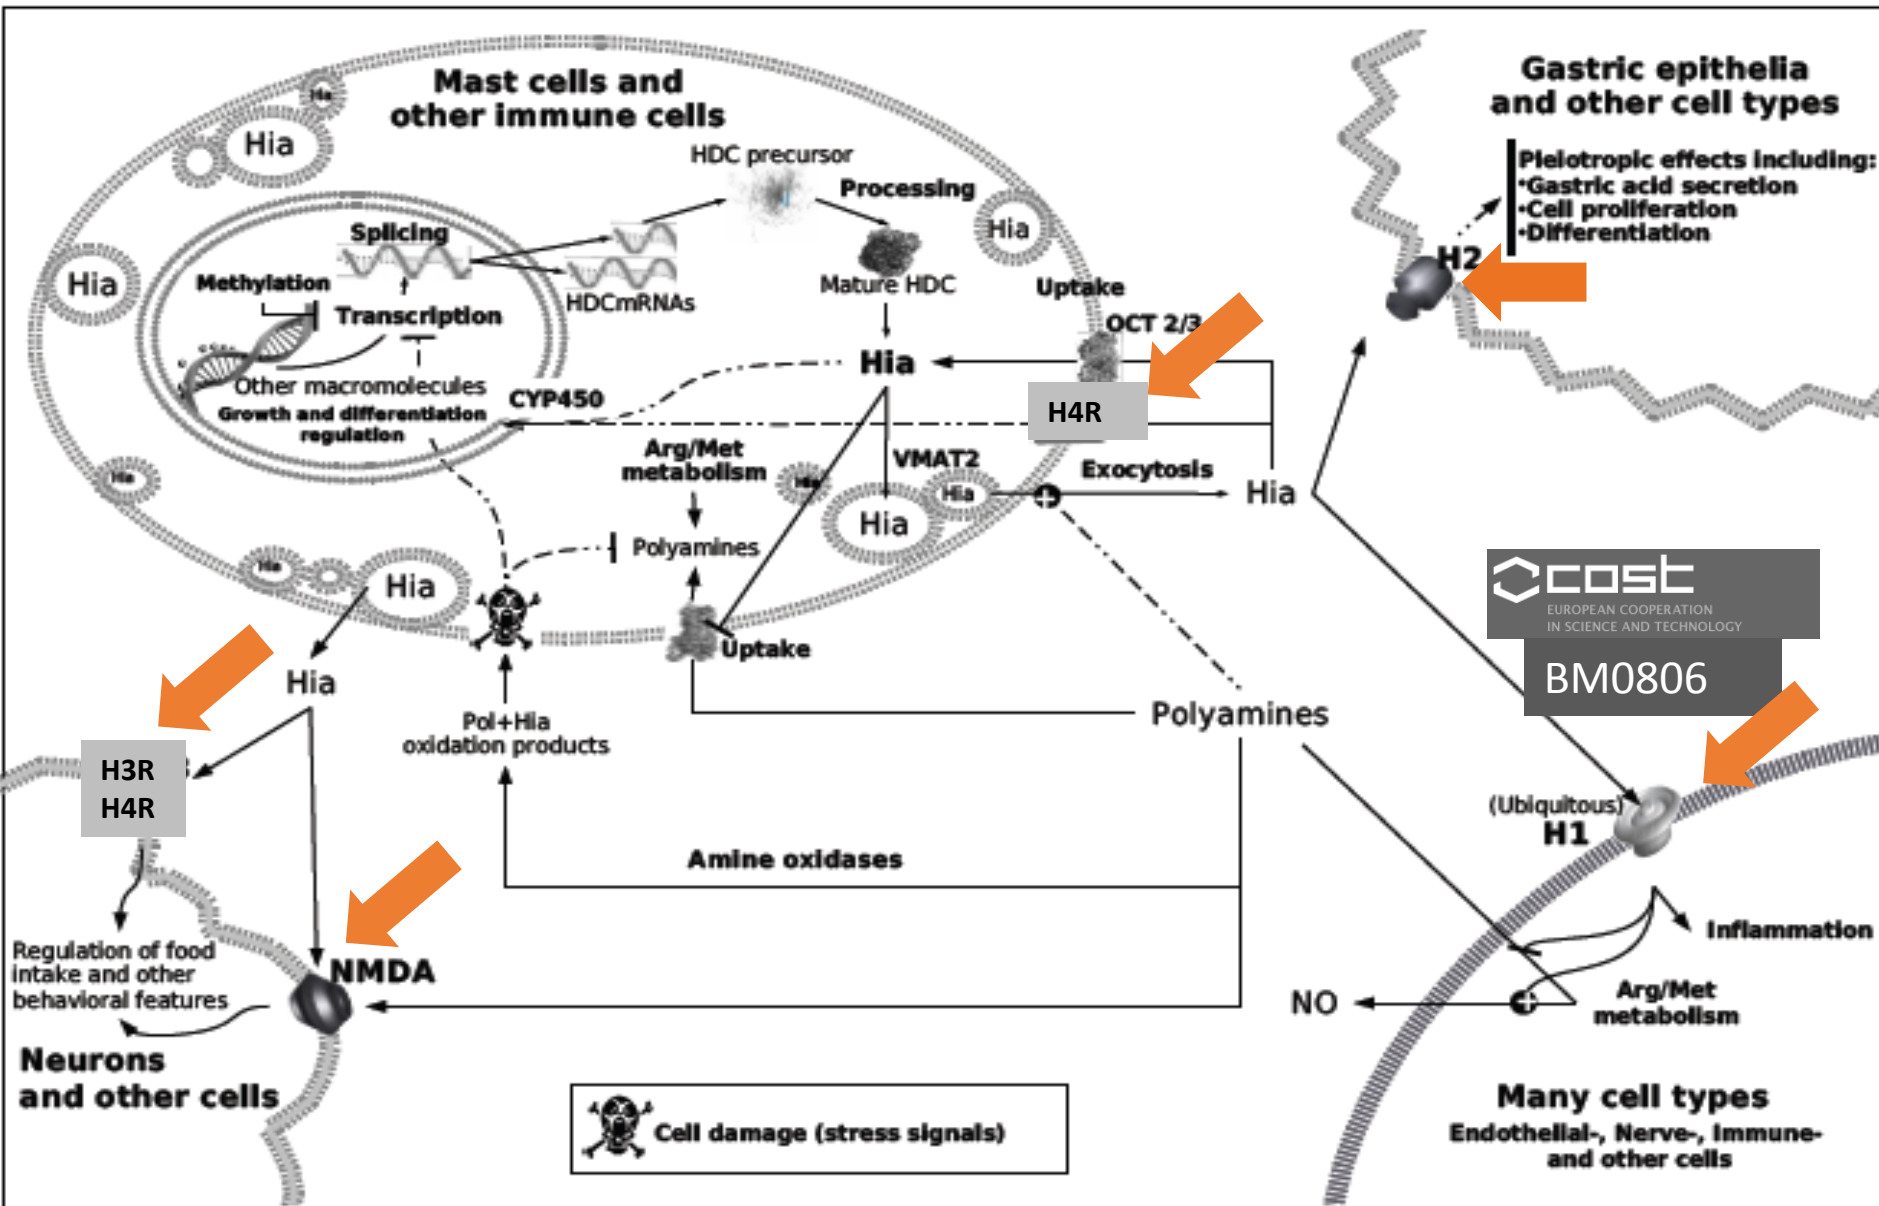 Mast cells and
other immune cells
Hia
Hia
HDC precursor
Processing
Splicing
Methylation
Transcription
HDCmRNAs
Mature HDC
Hia
Hia
Uptake
OCT 2/3
Hia
H4R
Other macromolecules
Growth and differentiation
regulation
CYP450
Arg/Met
metabolism
VMAT2
Exocytosis
Hia
Hia
Hia
Hia
Hia
Polyamines
Hia
Hia
Uptake
Hia
Pol+Hia
oxidation products
Polyamines
Amine oxidases
H3R
H4R
Regulation of food
intake and other
behavioral features
NMDA
Neurons
and other cells
Cell damage (stress signals)
Gastric epithelia
and other cell types
Pleiotropic effects including:
•Gastric acid secretion
•Cell proliferation
•Differentiation
H2
cost
EUROPEAN COOPERATION
IN SCIENCE AND TECHNOLOGY
BM0806
(Ubiquitous)
H1
Inflammation
NO
Arg/Met
metabolism
Many cell types
Endothelial-, Nerve-, Immune-
and other cells